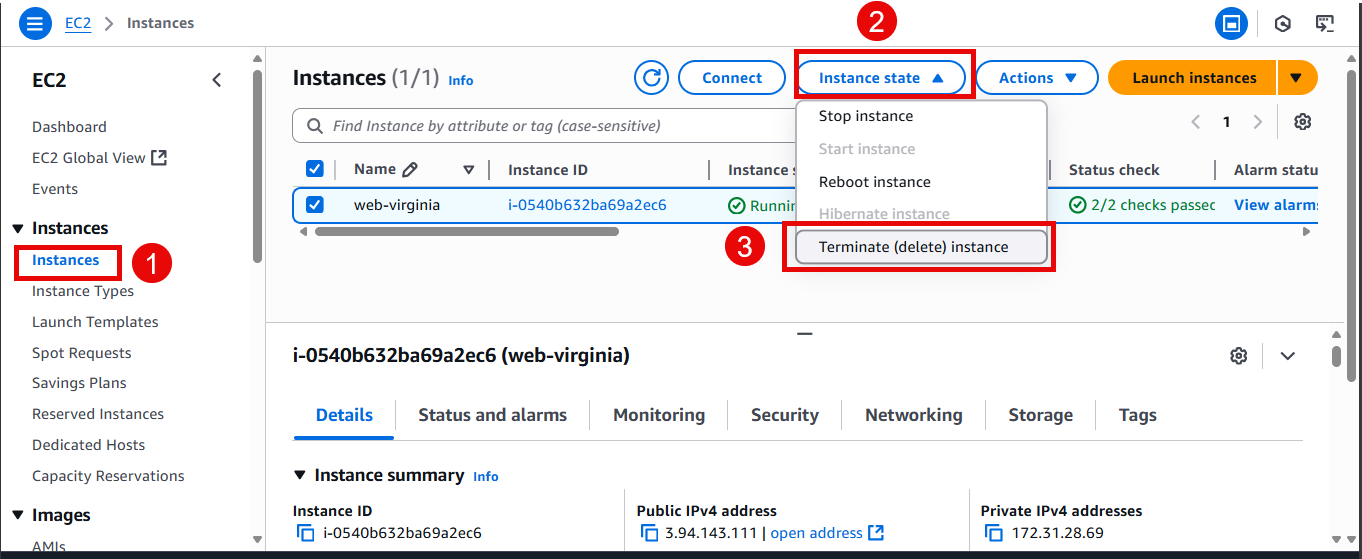 EC2 > Instances
2
EC2
Instances (1/1) Info
Connect
Instance state
Actions
Launch instances
Dashboard
EC2 Global View
Events
Instances
Instances
1
Instance Types
Launch Templates
Spot Requests
Savings Plans
Reserved Instances
Dedicated Hosts
Capacity Reservations
Images
AMIs
Find Instance by attribute or tag (case-sensitive)
1
Stop instance
Start instance
Reboot instance
Hibernate instance
3
Terminate (delete) instance
Name
Instance ID
Instance s
Status check
Alarm statu
web-virginia
i-0540b632ba69a2ec6
Runnin
2/2 checks passec
View alarms
i-0540b632ba69a2ec6 (web-virginia)
Details
Status and alarms
Monitoring
Security
Networking
Storage
Tags
Instance summary Info
Instance ID
i-0540b632ba69a2ec6
Public IPv4 address
3.94.143.111 | open address
Private IPv4 addresses
172.31.28.69